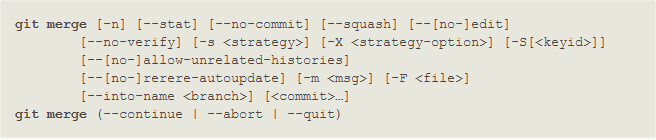 git merge [-n] [--stat] [--no-commit] [--squash] [--[no-]edit]
[--no-verify] [-s <strategy>] [-X <strategy-option>] [-S[<keyid>]]
[--[no-]allow-unrelated-histories]
[--[no-]rerere-autoupdate] [-m <msg>] [-F <file>]
[--into-name <branch>] [<commit>…]
git merge (--continue | --abort | --quit)